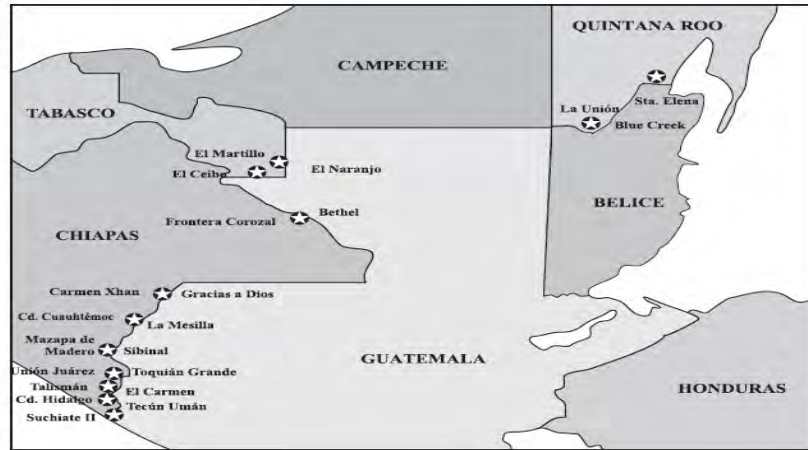 QUINTANA ROO
CAMPECHE
Sta. Elena
La Unión
Blue Creek
TABASCO
El Martillo
El Naranjo
El Ceibo
BELICE
Bethel
Frontera Corozal
CHIAPAS
Carmen Xhan
Gracias a Dios
Cd. Cuauhtémoc
La Mesilla
Mazapa de
Madero
Sibinal
GUATEMALA
Unión Juárez
Toquián Grande
Talismán
El Carmen
HONDURAS
Cd. Hidalgo
Tecún Umán
Suchiate II